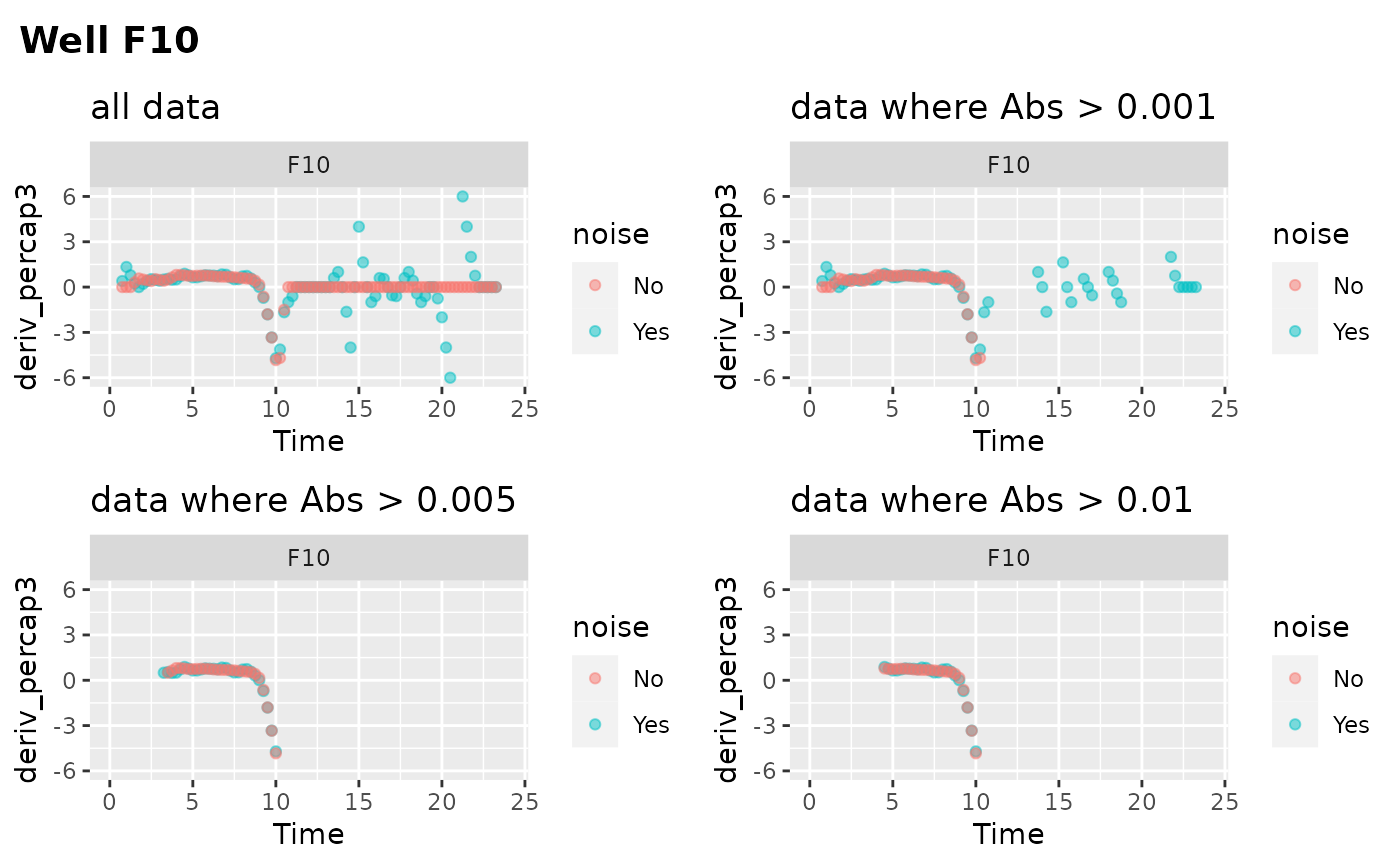 Well F10
all data
F10
deriv_percap3
6
3
0
-3
-6
0 5 10 15 20 25
Time
noise
No
Yes
data where Abs > 0.001
F10
deriv_percap3
6
3
0
-3
-6
0 5 10 15 20 25
Time
noise
No
Yes
data where Abs > 0.005
F10
deriv_percap3
6
3
0
-3
-6
0 5 10 15 20 25
Time
noise
No
Yes
data where Abs > 0.01
F10
deriv_percap3
6
3
0
-3
-6
0 5 10 15 20 25
Time
noise
No
Yes